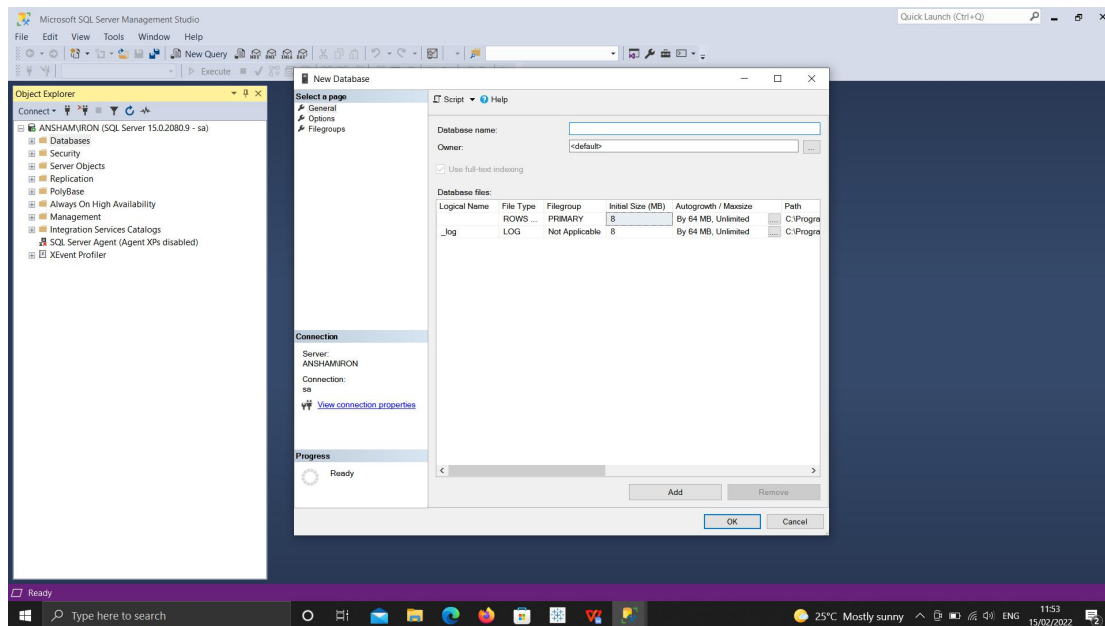 Microsoft SQL Server Management Studio
Quick Launch (Ctrl+Q)
File Edit View Tools Window Help
New Query
Execute
Object Explorer
Connect
ANSHAM\IRON (SQL Server 15.0.2080.9 - sa)
Databases
Security
Server Objects
Replication
PolyBase
Always On High Availability
Management
Integration Services Catalogs
SQL Server Agent (Agent XPs disabled)
XEvent Profiler
New Database
Select a page
General
Options
Filegroups
Script Help
Database name:
Owner: <default> ...
Use full-text indexing
Database files:
Logical Name File Type Filegroup Initial Size (MB) Autogrowth / Maxsize Path
ROWS ... PRIMARY 8 By 64 MB, Unlimited ... C:\Progra
_log LOG Not Applicable 8 By 64 MB, Unlimited ... C:\Progra
Connection
Server:
ANSHAM\IRON
Connection:
sa
View connection properties
Progress
Ready
Add Remove
OK Cancel
Ready
Type here to search
25°C Mostly sunny ENG 11:53
15/02/2022